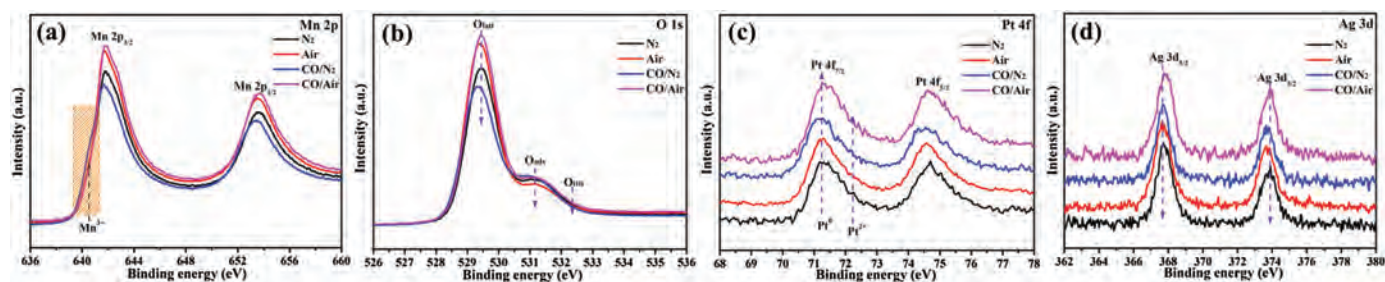 (a)
Mn 2p
Mn 2p3/2
Mn 2p1/2
N2
Air
CO/N2
CO/Air
Mn3+
Intensity (a.u.)
636 640 644 648 652 656 660
Binding energy (eV)
(b)
O 1s
Olatt
Oadv
N2
Air
CO/N2
CO/Air
Intensity (a.u.)
526 527 528 529 530 531 532 533 534 535 536
Binding energy (eV)
(c)
Pt 4f
Pt 4f7/2
Pt 4f5/2
N2
Air
CO/N2
CO/Air
Pt0
Pt2+
Intensity (a.u.)
68 69 70 71 72 73 74 75 76 77 78
Binding energy (eV)
(d)
Ag 3d
Ag 3d5/2
Ag 3d3/2
N2
Air
CO/N2
CO/Air
Intensity (a.u.)
362 364 366 368 370 372 374 376 378 380
Binding energy (eV)